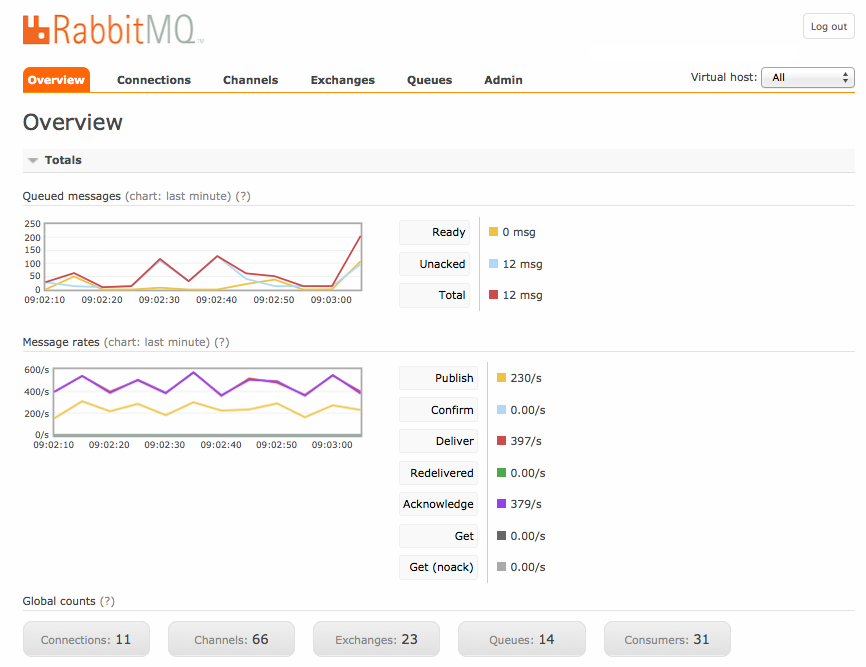 RabbitMQ™
Log out
Overview Connections Channels Exchanges Queues Admin Virtual host: All
Overview
Totals
Queued messages (chart: last minute) (?)
250
200
150
100
50
0
09:02:10 09:02:20 09:02:30 09:02:40 09:02:50 09:03:00
Ready 0 msg
Unacked 12 msg
Total 12 msg
Message rates (chart: last minute) (?)
600/s
400/s
200/s
0/s
09:02:10 09:02:20 09:02:30 09:02:40 09:02:50 09:03:00
Publish 230/s
Confirm 0.00/s
Deliver 397/s
Redelivered 0.00/s
Acknowledge 379/s
Get 0.00/s
Get (noack) 0.00/s
Global counts (?)
Connections: 11 Channels: 66 Exchanges: 23 Queues: 14 Consumers: 31